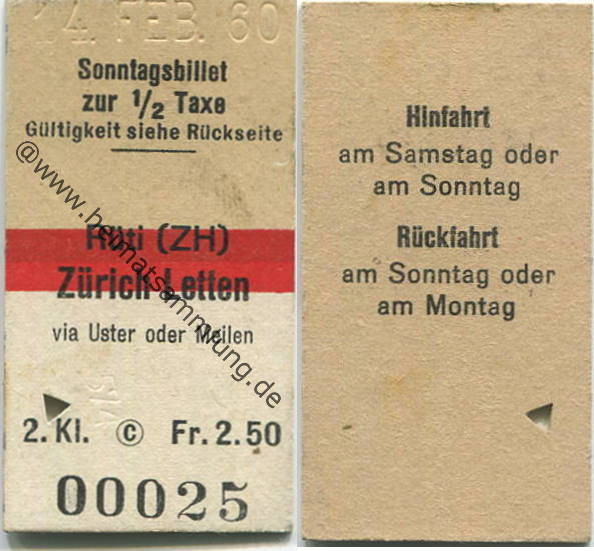 14. FEB. 60
Sonntagsbillet
zur 1/2 Taxe
Gültigkeit siehe Rückseite
Rüti (ZH)
Zürich Letten
via Uster oder Meilen
2. Kl. © Fr. 2.50
00025
@www.heimatsammlung.de
Hinfahrt
am Samstag oder
am Sonntag
Rückfahrt
am Sonntag oder
am Montag